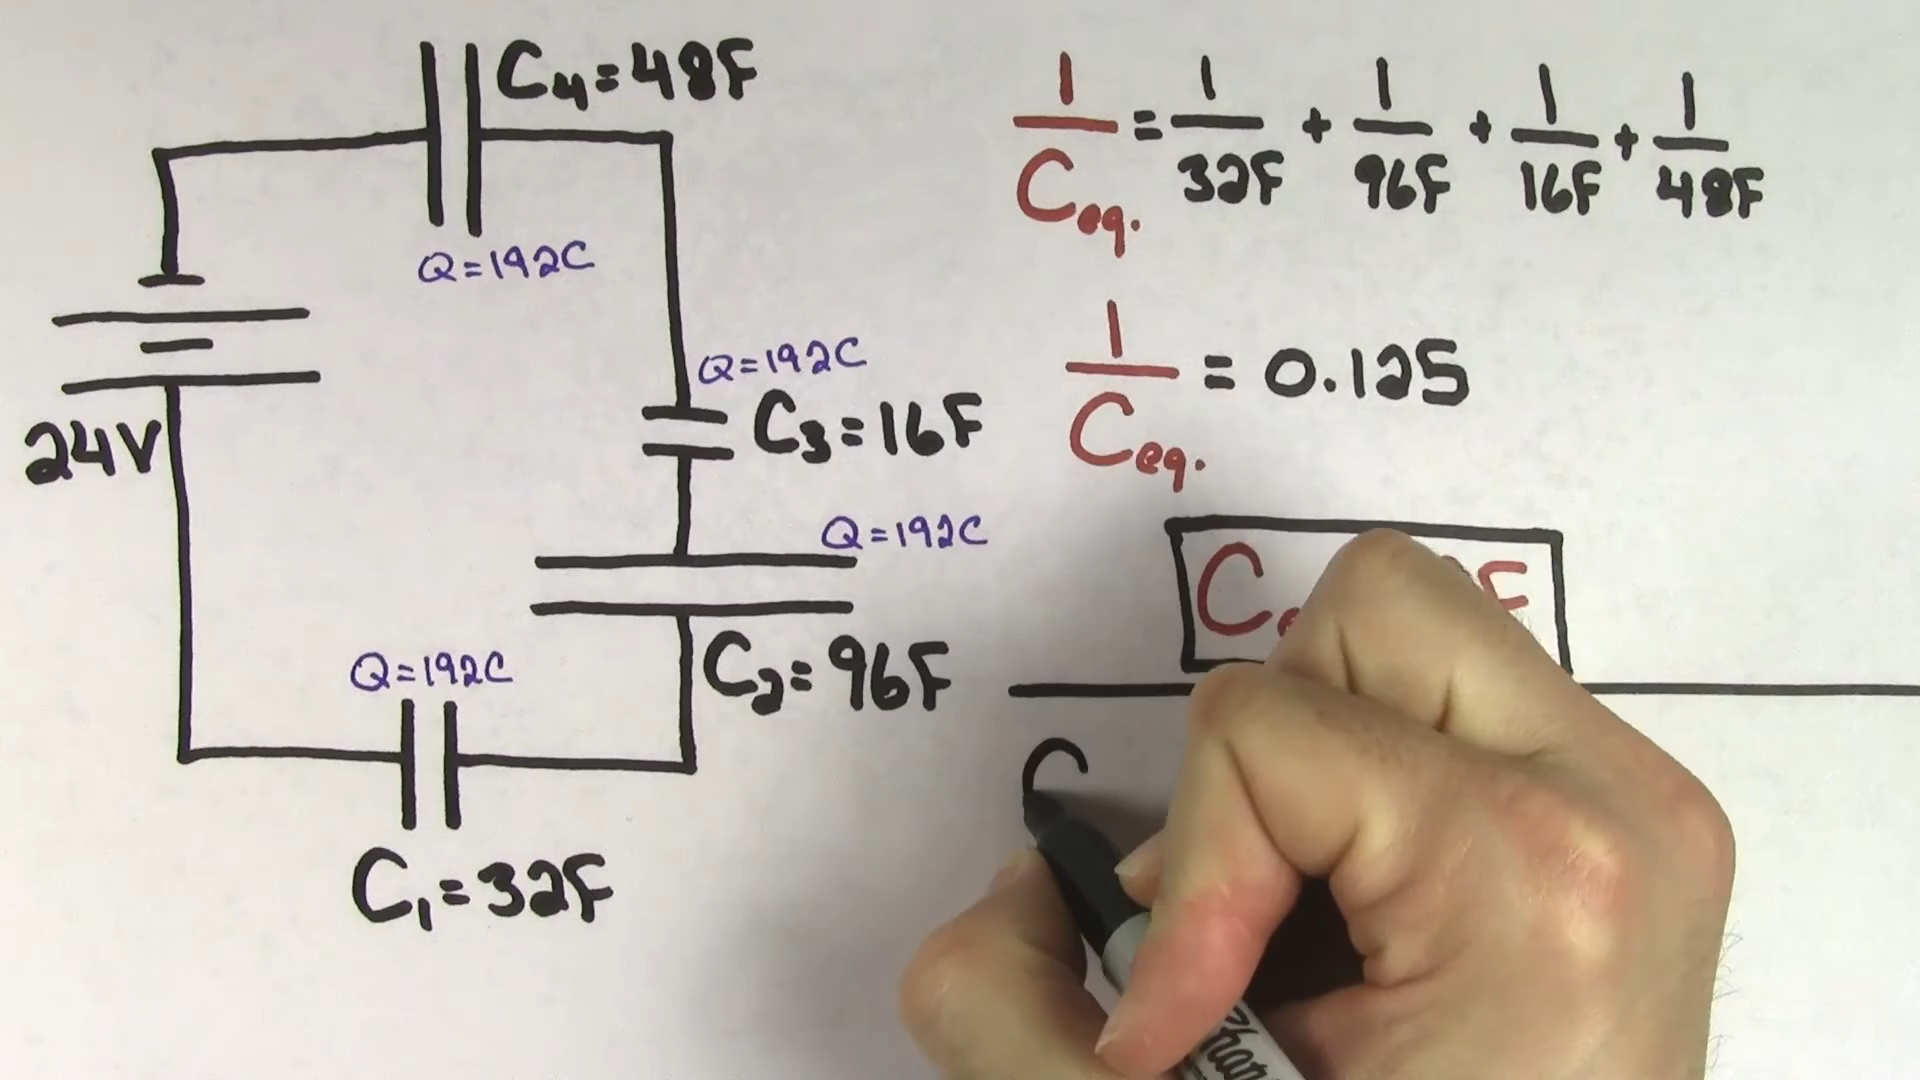 C₄=48F
Q=192C
24V
Q=192C
C₃=16F
Q=192C
C₂=96F
Q=192C
C₁=32F
1/Ceq. = 1/32F + 1/96F + 1/16F + 1/48F
1/Ceq. = 0.125
C F
C
Shar